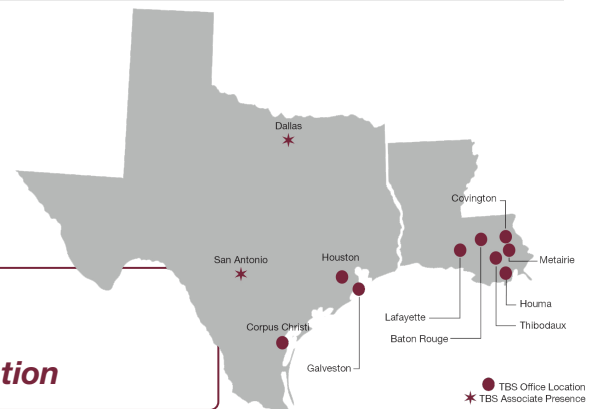 Dallas
Covington
San Antonio
Houston
Metairie
Houma
Lafayette
Thibodaux
Corpus Christi
Baton Rouge
Galveston
tion
TBS Office Location
TBS Associate Presence